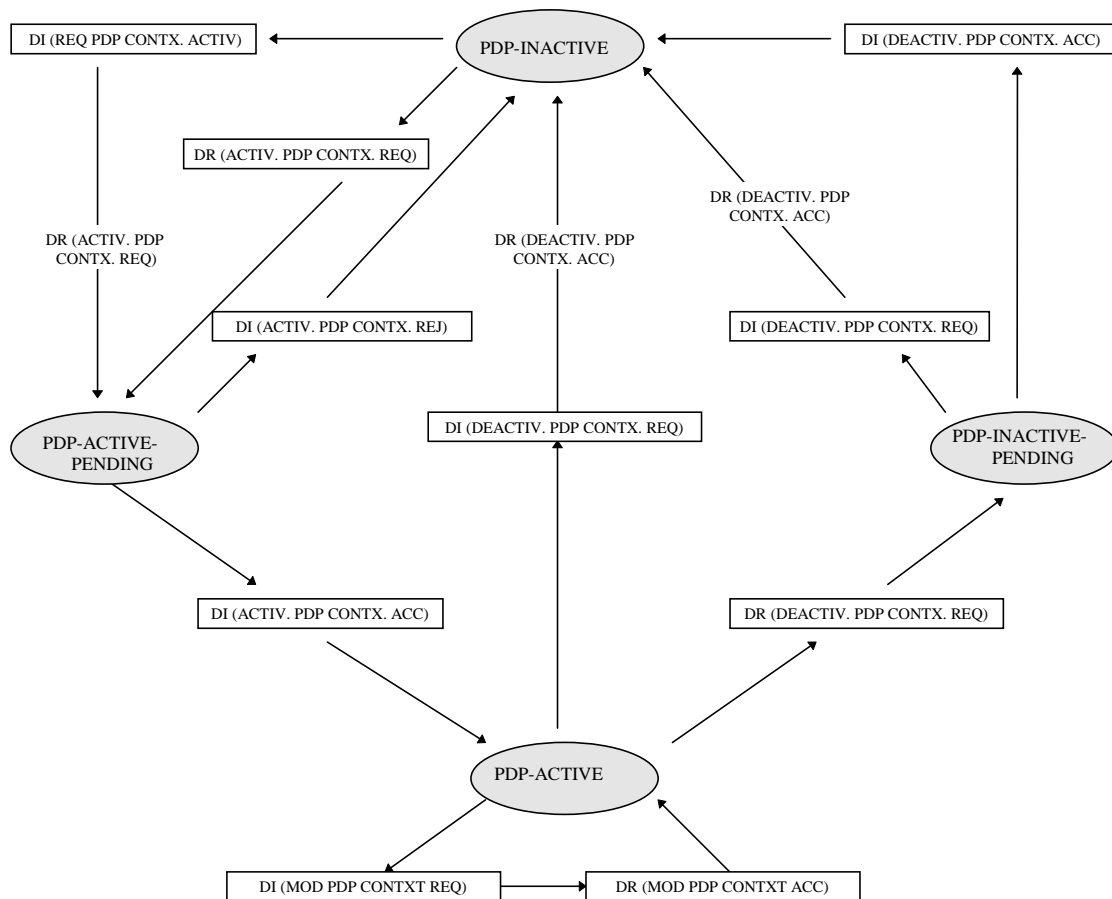 DI (REQ PDP CONTX. ACTIV)
PDP-INACTIVE
DI (DEACTIV. PDP CONTX. ACC)
DR (ACTIV. PDP CONTX. REQ)
DR (DEACTIV. PDP
CONTX. ACC)
DR (ACTIV. PDP
CONTX. REQ)
DR (DEACTIV. PDP
CONTX. ACC)
DI (ACTIV. PDP CONTX. REJ)
DI (DEACTIV. PDP CONTX. REQ)
PDP-ACTIVE-
PENDING
DI (DEACTIV. PDP CONTX. REQ)
PDP-INACTIVE-
PENDING
DI (ACTIV. PDP CONTX. ACC)
DR (DEACTIV. PDP CONTX. REQ)
PDP-ACTIVE
DI (MOD PDP CONTXT REQ)
DR (MOD PDP CONTXT ACC)